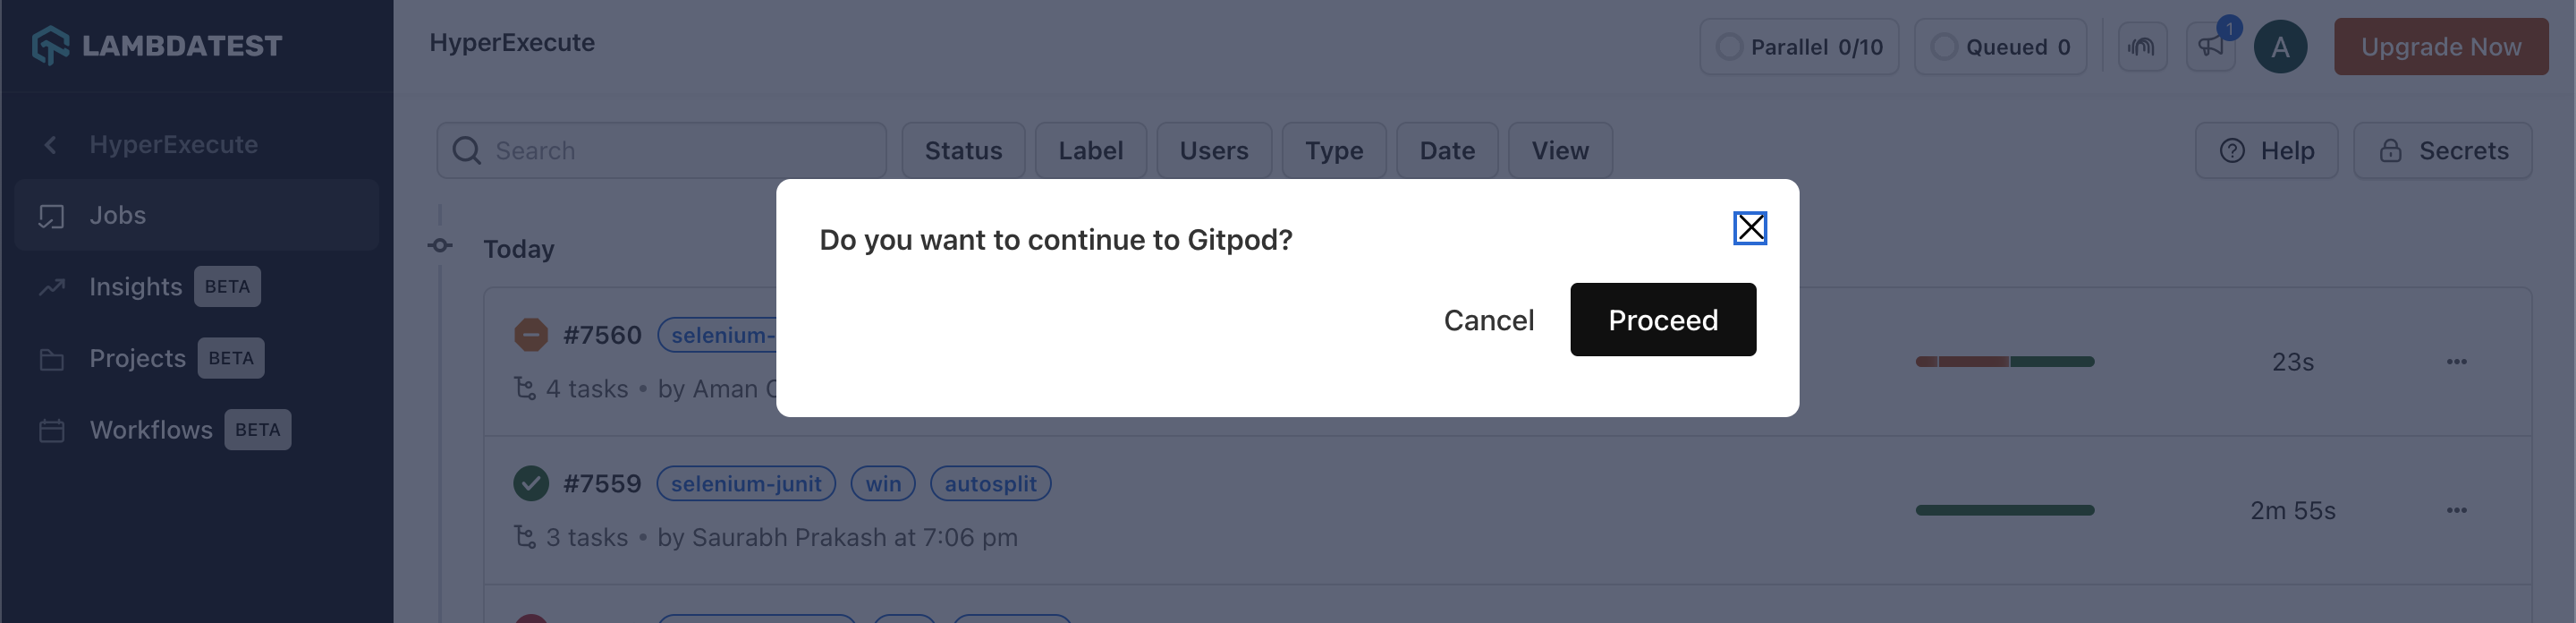 LAMBDATEST
HyperExecute
Parallel 0/10
Queued 0
1
A
Upgrade Now
HyperExecute
Jobs
Insights BETA
Projects BETA
Workflows BETA
Search
Status
Label
Users
Type
Date
View
Help
Secrets
Do you want to continue to Gitpod?
Cancel
Proceed
Today
#7560 selenium-
4 tasks • by Aman
23s
#7559 selenium-junit win autosplit
3 tasks • by Saurabh Prakash at 7:06 pm
2m 55s